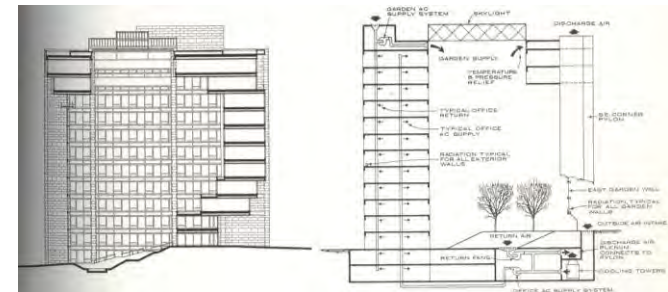 GARDEN AC
SUPPLY SYSTEM
SKYLIGHT
DISCHARGE AIR
GARDEN SUPPLY
TEMPERATURE
& PRESSURE
RELIEF
TYPICAL OFFICE
RETURN
TYPICAL OFFICE
AC SUPPLY
S.E. CORNER
PYLON
RADIATION TYPICAL
FOR ALL EXTERIOR
WALLS
EAST GARDEN WALL
RADIATION TYPICAL
FOR ALL GARDEN
WALLS
OUTSIDE AIR INTAKE
RETURN AIR
RETURN FANS
DISCHARGE AIR
PLENUM
CONNECTS TO
PYLON
COOLING TOWERS
OFFICE AC SUPPLY SYSTEM